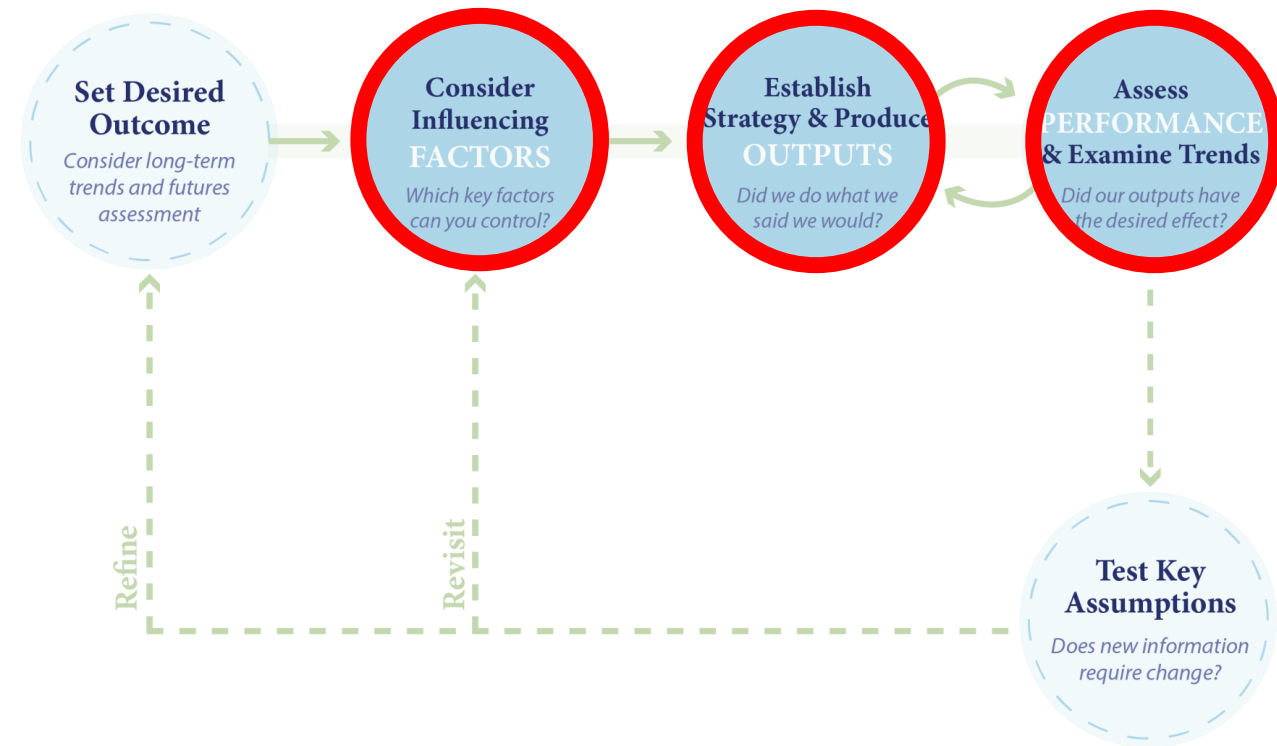 Set Desired
Outcome
Consider long-term
trends and futures
assessment
Consider
Influencing
FACTORS
Which key factors
can you control?
Establish
Strategy & Produce
OUTPUTS
Did we do what we
said we would?
Assess
PERFORMANCE
& Examine Trends
Did our outputs have
the desired effect?
Refine
Revisit
Test Key
Assumptions
Does new information
require change?